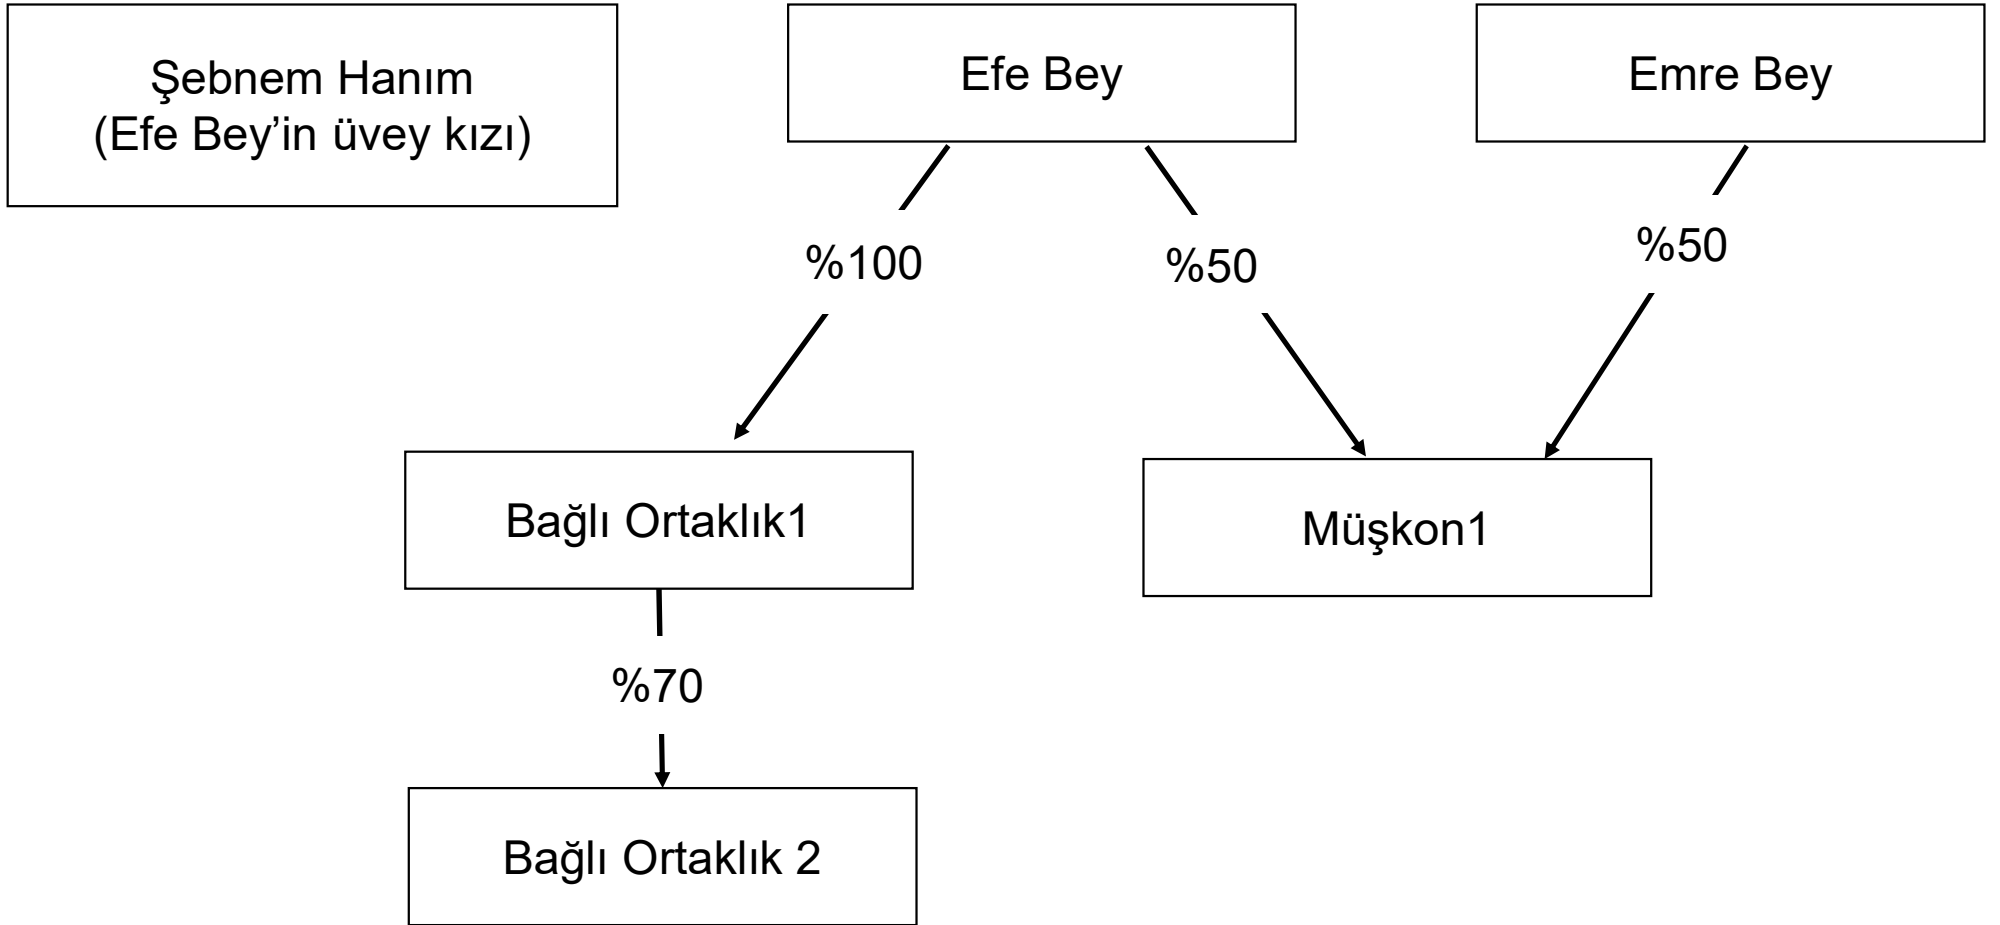 Şebnem Hanım
(Efe Bey’in üvey kızı)
Efe Bey
Emre Bey
%100
%50
%50
Bağlı Ortaklık1
Müşkon1
%70
Bağlı Ortaklık 2